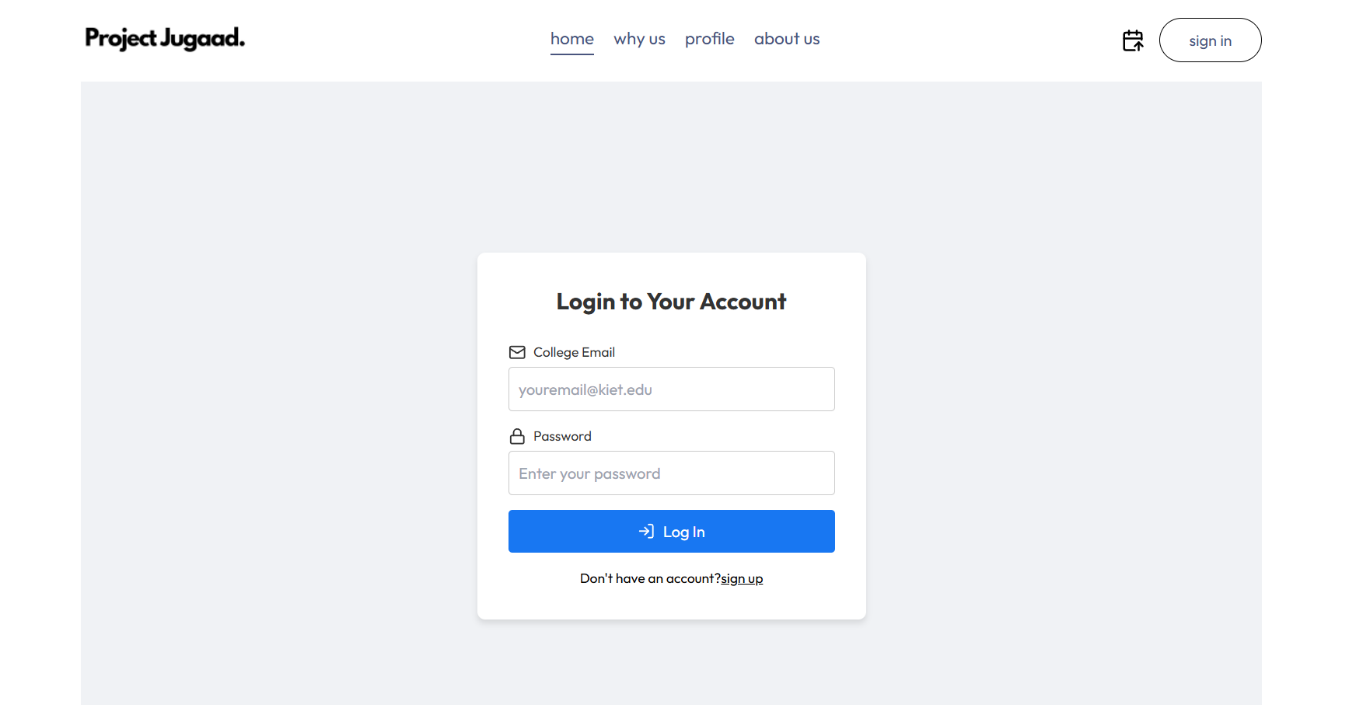 Project Jugaad.
home why us profile about us
sign in
Login to Your Account
College Email
youremail@kiet.edu
Password
Enter your password
Log In
Don't have an account?sign up